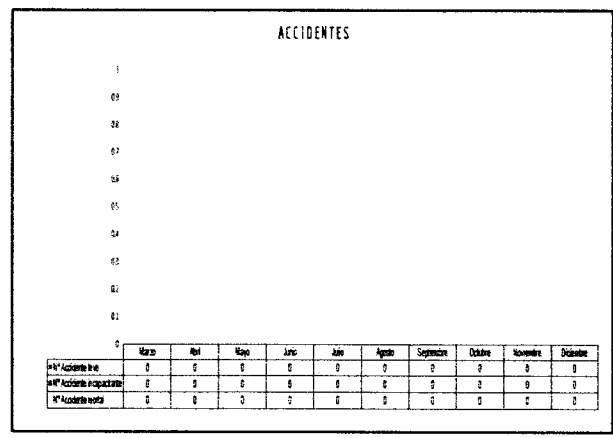 ACCIDENTES
1
0.9
0.8
0.7
0.6
0.5
0.4
0.3
0.2
0.1
0
Marzo Abril Mayo Junio Julio Agosto Septiembre Octubre Noviembre Diciembre
N° Accidente leve 0 0 0 0 0 0 0 0 0 0
N° Accidente incapacitante 0 0 0 0 0 0 0 0 0 0
N° Accidente mortal 0 0 0 0 0 0 0 0 0 0